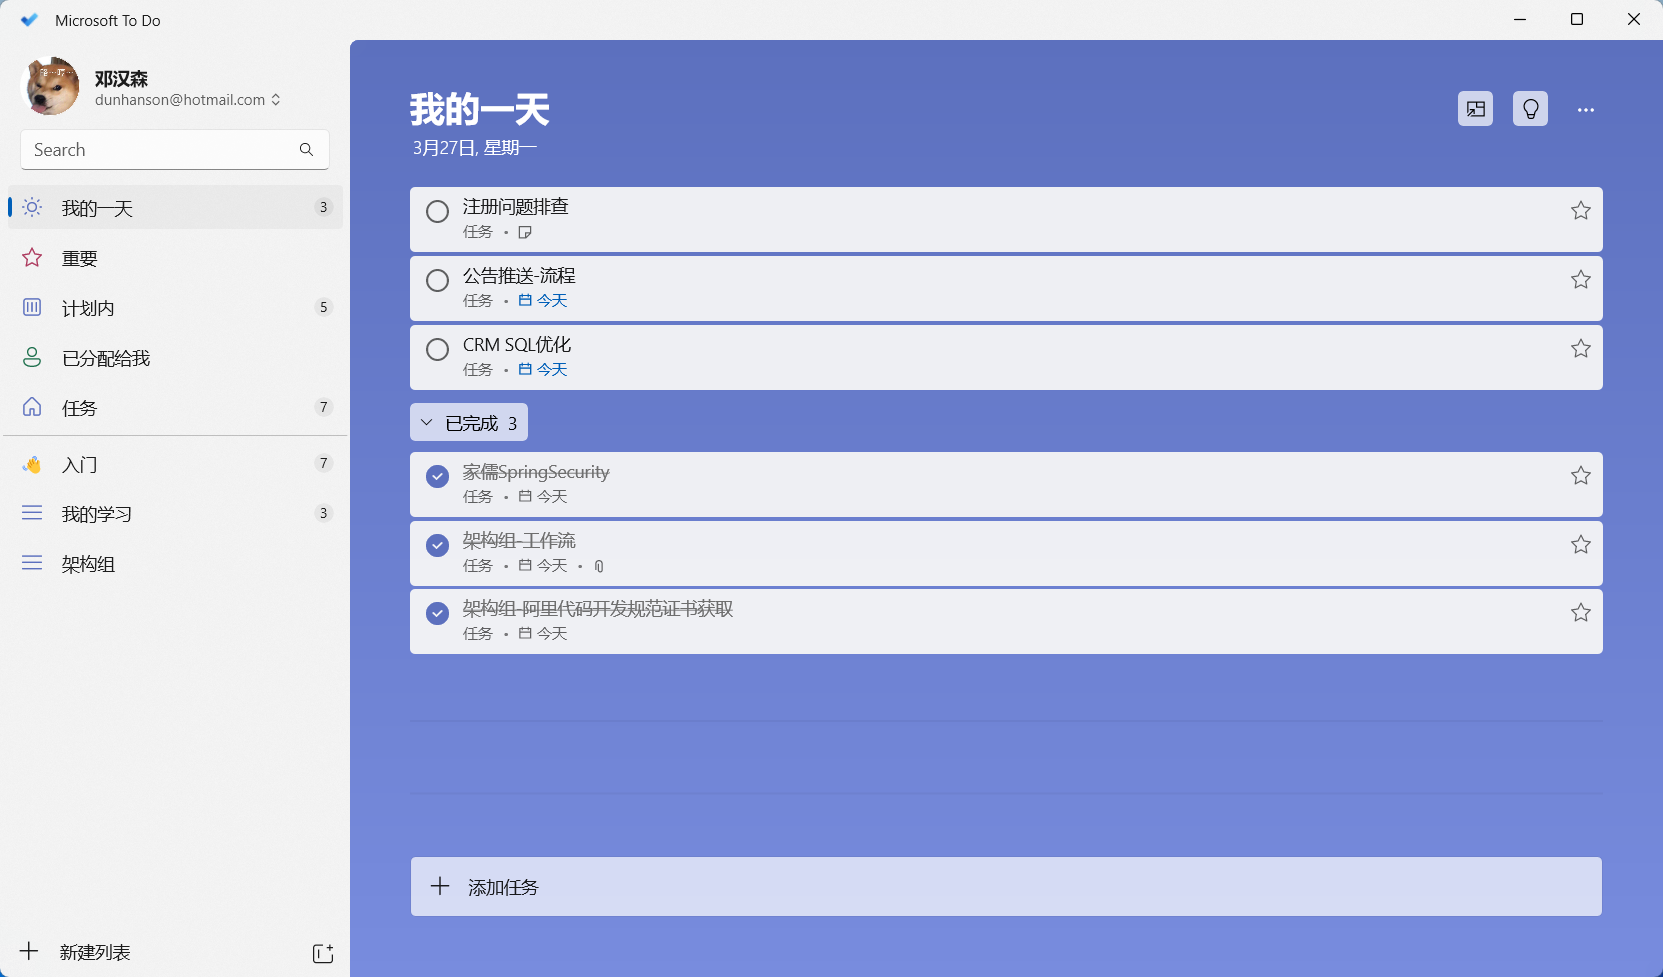 Microsoft To Do
邓汉森
dunhanson@hotmail.com
Search
我的一天 3
重要
计划内 5
已分配给我
任务 7
入门 7
我的学习 3
架构组
新建列表
我的一天
3月27日, 星期一
注册问题排查
任务 •
公告推送-流程
任务 • 今天
CRM SQL优化
任务 • 今天
已完成 3
家儒SpringSecurity
任务 • 今天
架构组-工作流
任务 • 今天 •
架构组-阿里代码开发规范证书获取
任务 • 今天
添加任务